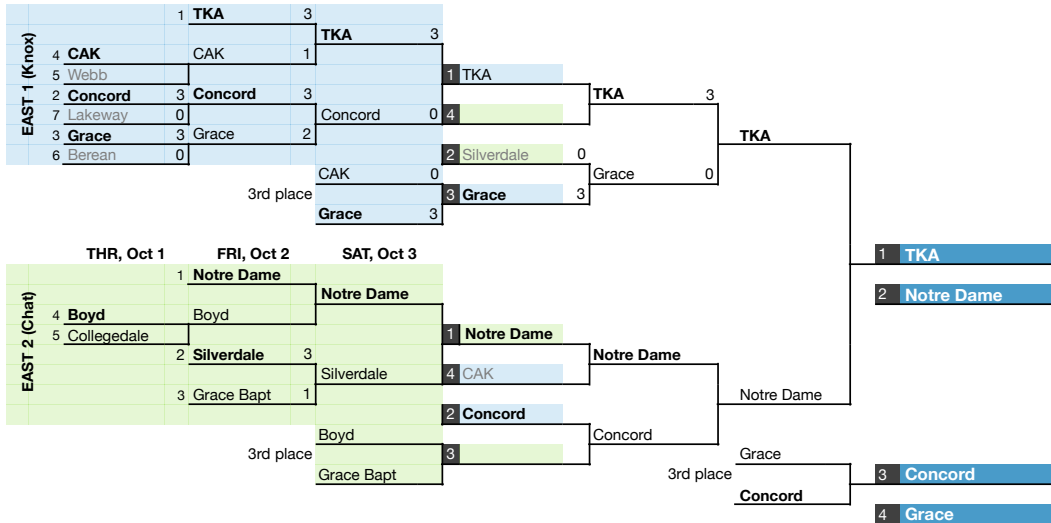 1 TKA 3
TKA 3
4 CAK CAK 1
5 Webb 1 TKA
2 Concord 3 Concord 3 TKA 3
7 Lakeway 0 Concord 0 4
3 Grace 3 Grace 2 TKA
6 Berean 0 2 Silverdale 0
CAK 0 Grace 0
3rd place 3 Grace 3
Grace 3
EAST 1 (Knox)
THR, Oct 1 FRI, Oct 2 SAT, Oct 3 1 TKA
1 Notre Dame
Notre Dame 2 Notre Dame
4 Boyd Boyd
5 Collegedale 1 Notre Dame
2 Silverdale 3 Notre Dame
Silverdale 4 CAK
3 Grace Bapt 1 Notre Dame
2 Concord
Boyd Concord
3rd place 3 Grace
Grace Bapt 3rd place 3 Concord
Concord
4 Grace
EAST 2 (Chat)